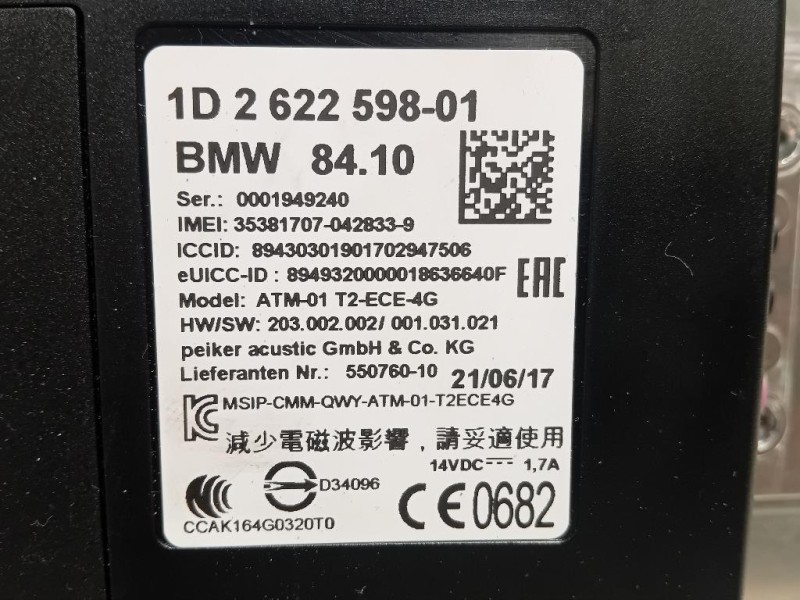 1D 2 622 598-01
BMW 84.10
Ser.: 0001949240
IMEI: 35381707-042833-9
ICCID: 89430301901702947506
eUICC-ID : 8949320000018636640F
EAC
Model: ATM-01 T2-ECE-4G
HW/SW: 203.002.002/ 001.031.021
peiker acustic GmbH & Co. KG
Lieferanten Nr.: 550760-10 21/06/17
KC MSIP-CMM-QWY-ATM-01-T2ECE4G
減少電磁波影響，請妥適使用
14VDC⎓ 1,7A
D34096
CCAK164G0320T0
CE0682